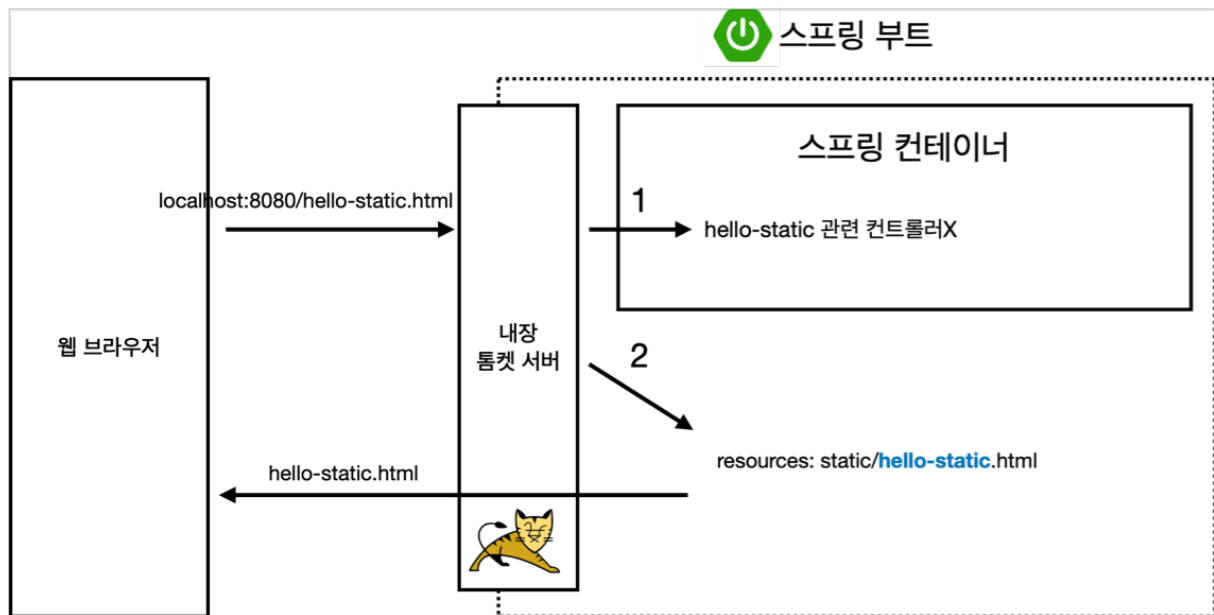 스프링 부트
스프링 컨테이너
localhost:8080/hello-static.html
1
hello-static 관련 컨트롤러X
웹 브라우저
내장
톰켓 서버
2
resources: static/hello-static.html
hello-static.html